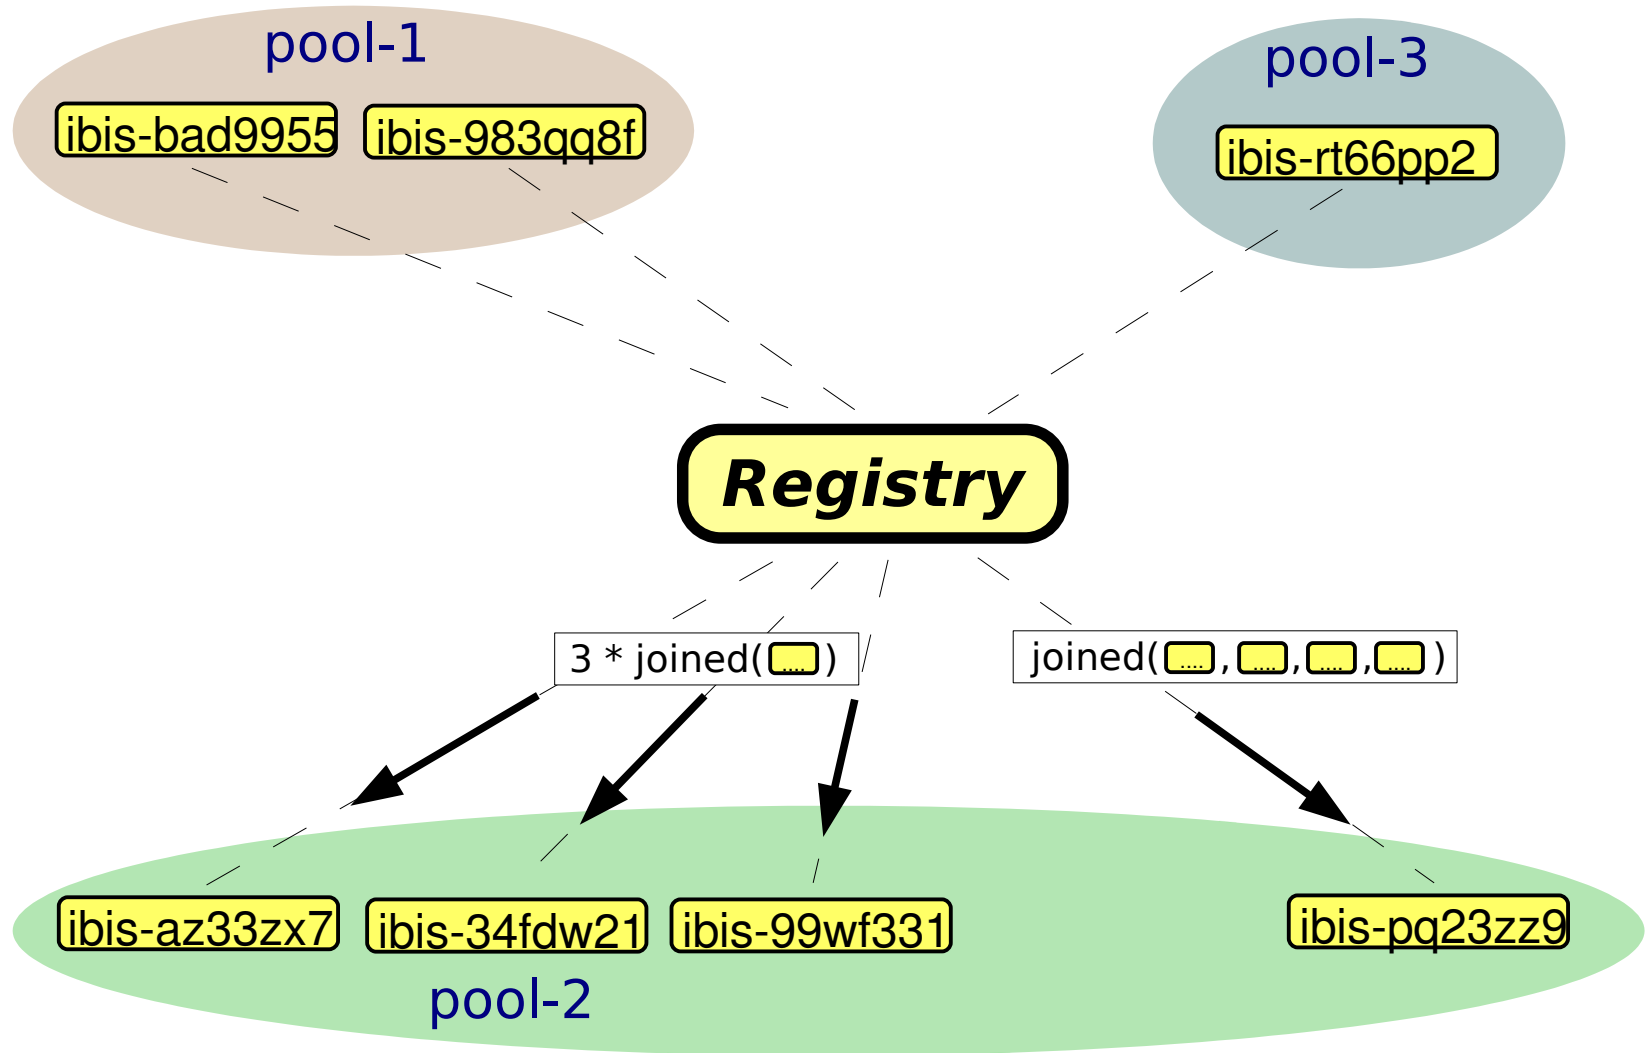 pool-1
pool-3
ibis-bad9955
ibis-983qq8f
ibis-rt66pp2
Registry
3 * joined(....)
joined(....,....,....,....)
ibis-az33zx7
ibis-34fdw21
ibis-99wf331
ibis-pq23zz9
pool-2